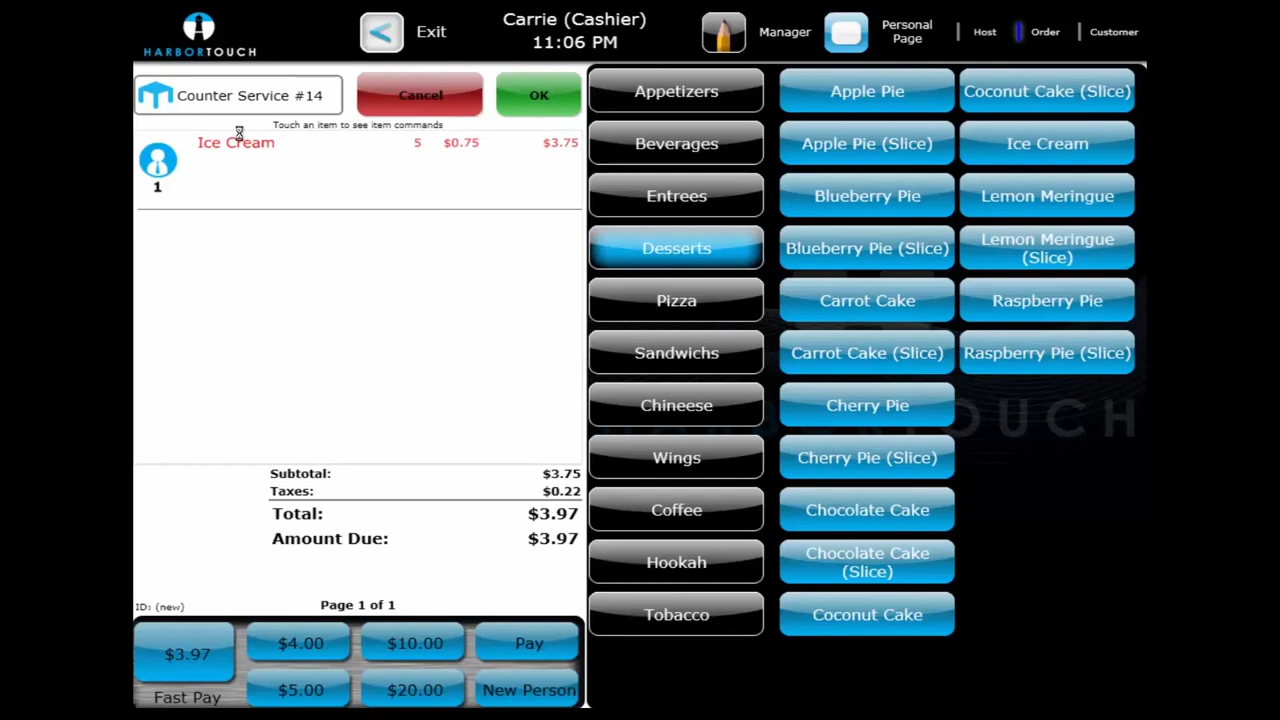 HARBORTOUCH
Exit
Carrie (Cashier)
11:06 PM
Manager
Personal
Page
Host
Order
Customer
Counter Service #14
Cancel
OK
Touch an item to see item commands
Ice Cream 5 $0.75 $3.75
1
Subtotal: $3.75
Taxes: $0.22
Total: $3.97
Amount Due: $3.97
ID: (new)
Page 1 of 1
$3.97
Fast Pay
$4.00
$10.00
Pay
$5.00
$20.00
New Person
Appetizers
Beverages
Entrees
Desserts
Pizza
Sandwichs
Chineese
Wings
Coffee
Hookah
Tobacco
Apple Pie
Apple Pie (Slice)
Blueberry Pie
Blueberry Pie (Slice)
Carrot Cake
Carrot Cake (Slice)
Cherry Pie
Cherry Pie (Slice)
Chocolate Cake
Chocolate Cake
(Slice)
Coconut Cake
Coconut Cake (Slice)
Ice Cream
Lemon Meringue
Lemon Meringue
(Slice)
Raspberry Pie
Raspberry Pie (Slice)
OUCH